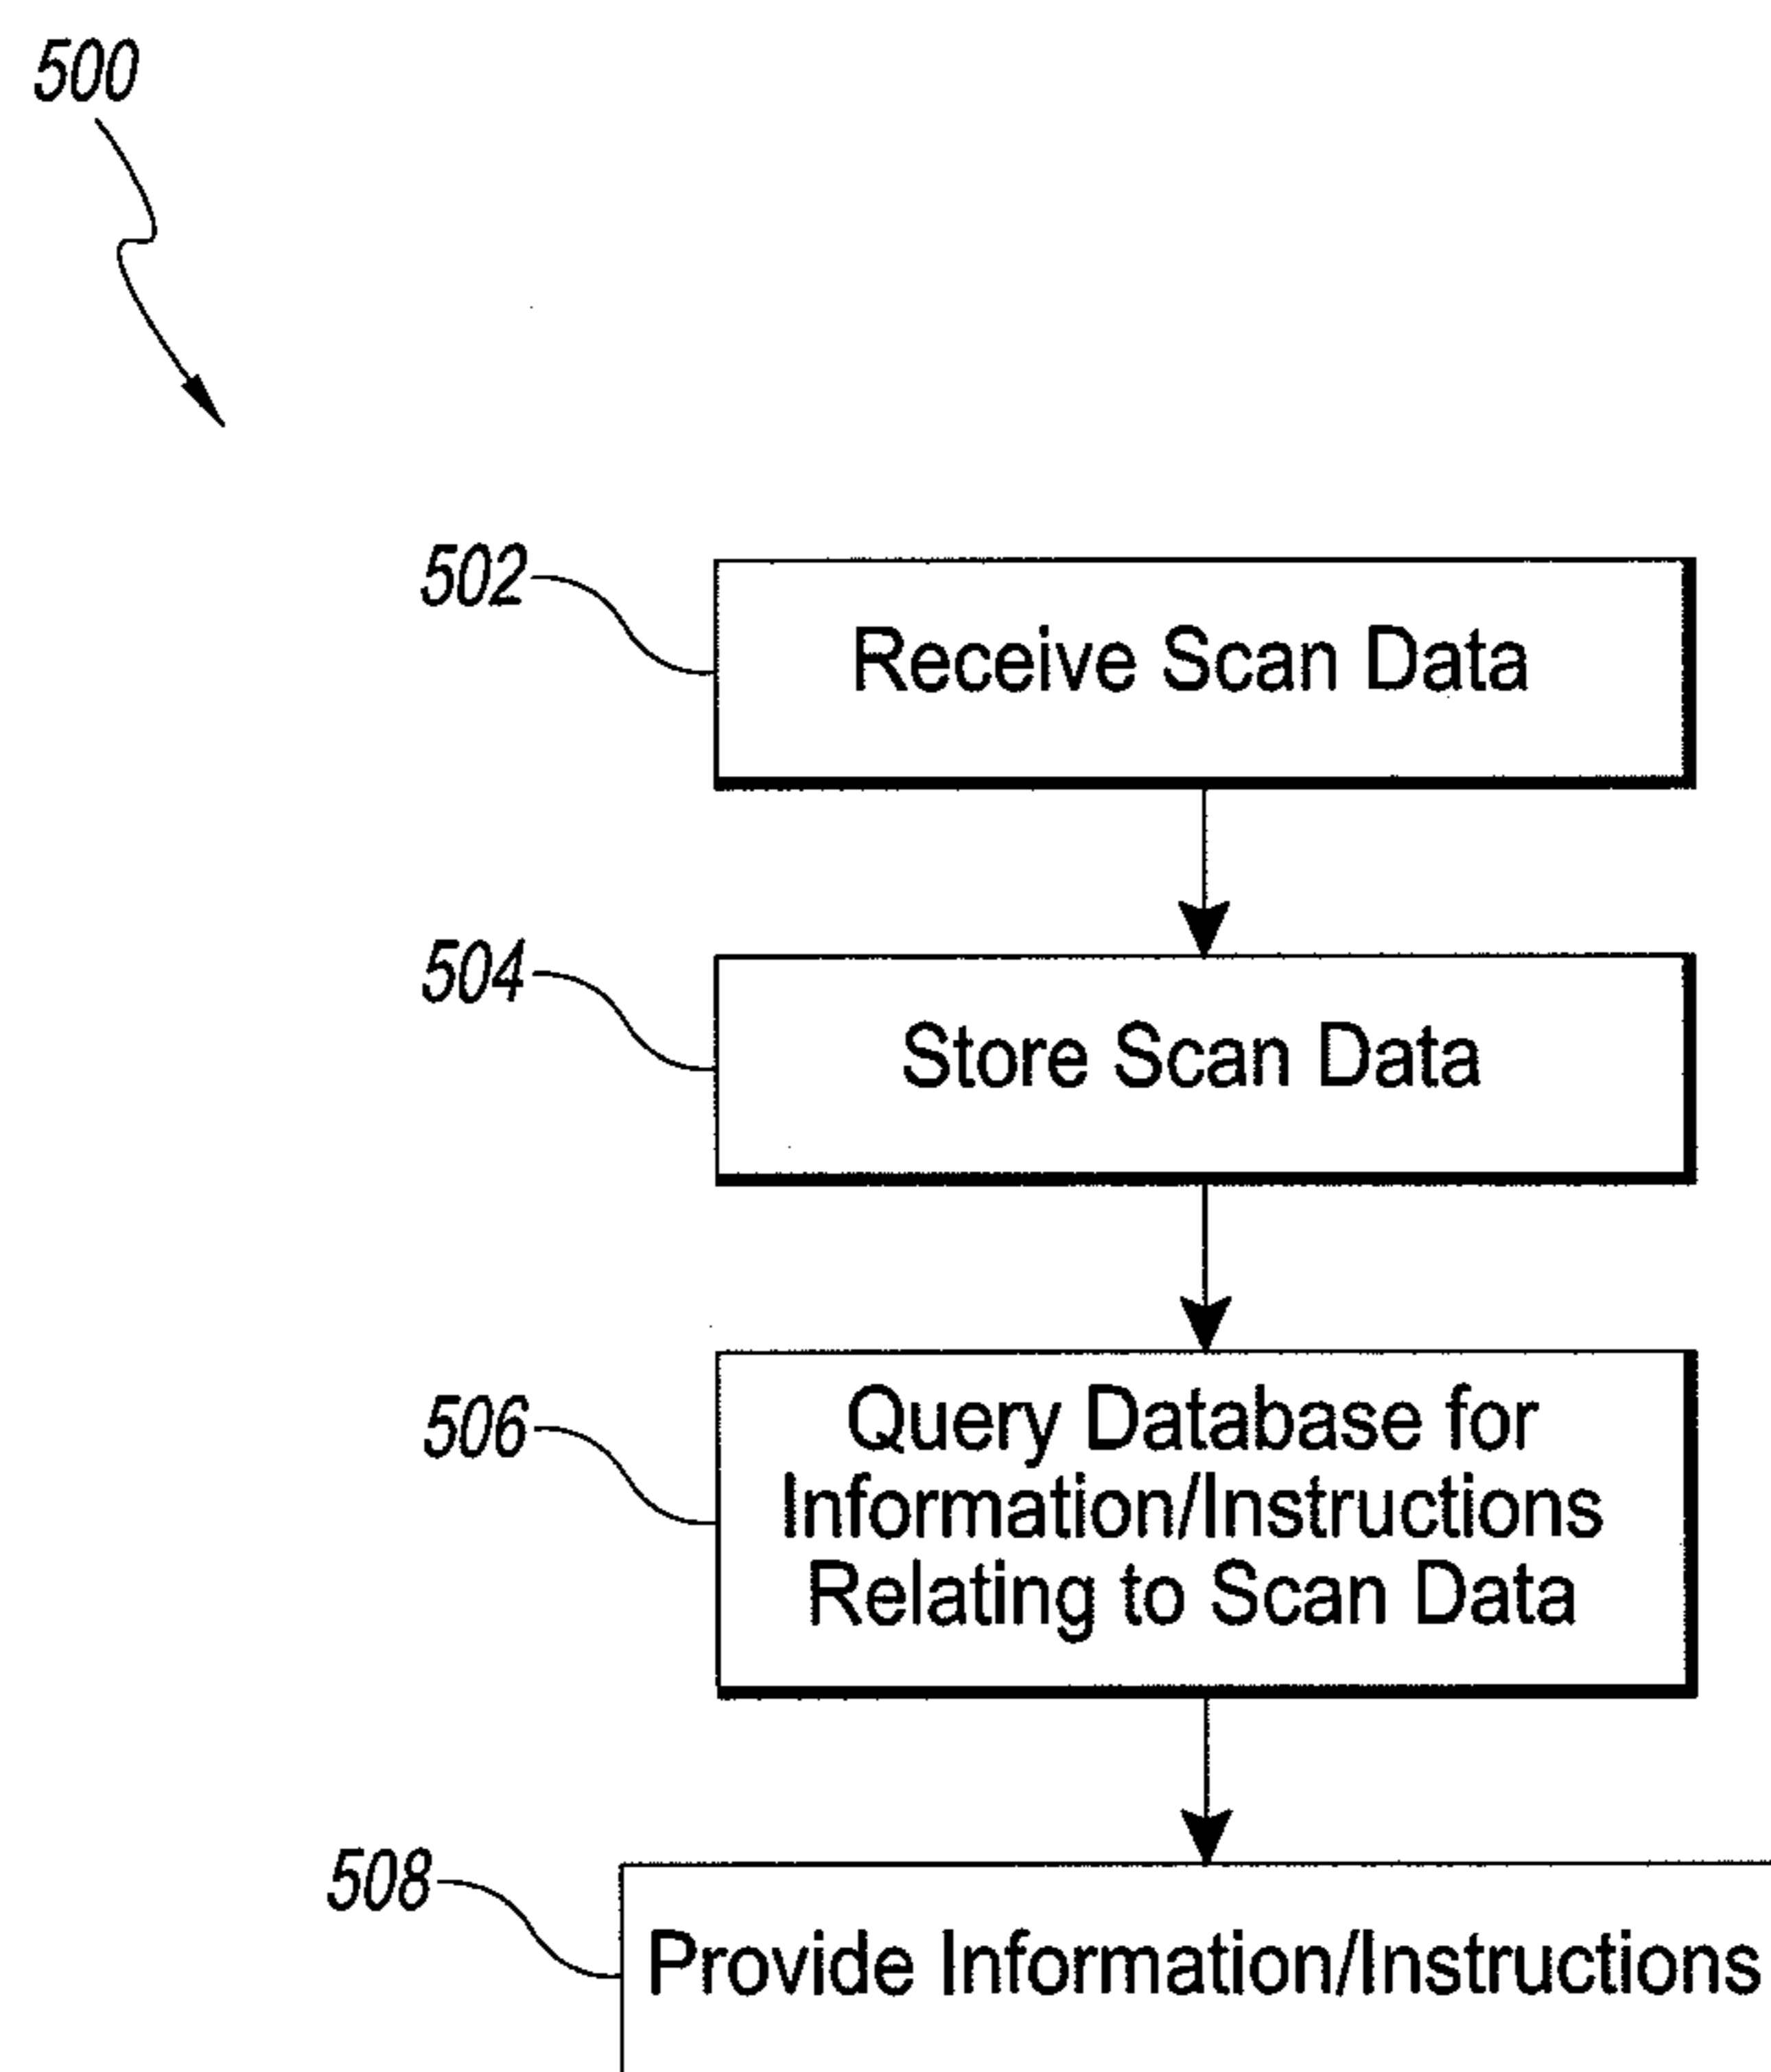 500
502
Receive Scan Data
504
Store Scan Data
506
Query Database for
Information/Instructions
Relating to Scan Data
508
Provide Information/Instructions